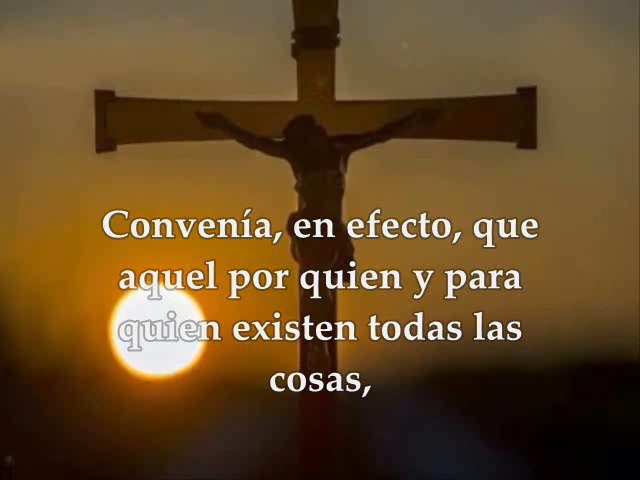 Convenía, en efecto, que
aquel por quien y para
quien existen todas las
cosas,